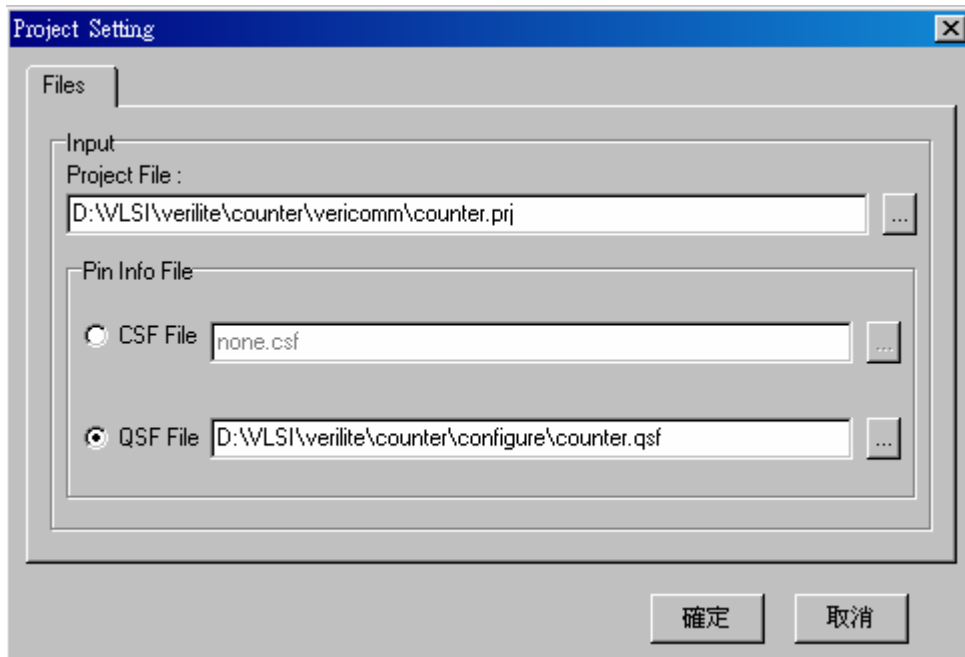 Project Setting
Files
Input
Project File :
D:\VLSI\verilite\counter\vericomm\counter.prj
...
Pin Info File
CSF File none.csf ...
QSF File D:\VLSI\verilite\counter\configure\counter.qsf ...
確定 取消